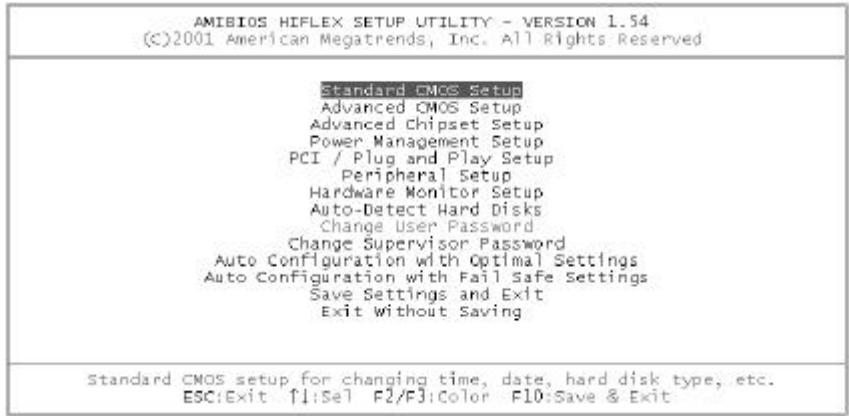 AMIBIOS HIFLEX SETUP UTILITY - VERSION 1.54
(C)2001 American Megatrends, Inc. All Rights Reserved
Standard CMOS Setup
Advanced CMOS Setup
Advanced Chipset Setup
Power Management Setup
PCI / Plug and Play Setup
Peripheral Setup
Hardware Monitor Setup
Auto-Detect Hard Disks
Change User Password
Change Supervisor Password
Auto Configuration with Optimal Settings
Auto Configuration with Fail Safe Settings
Save Settings and Exit
Exit Without Saving
Standard CMOS setup for changing time, date, hard disk type, etc.
ESC:Exit ↑↓:Sel F2/F3:Color F10:Save & Exit